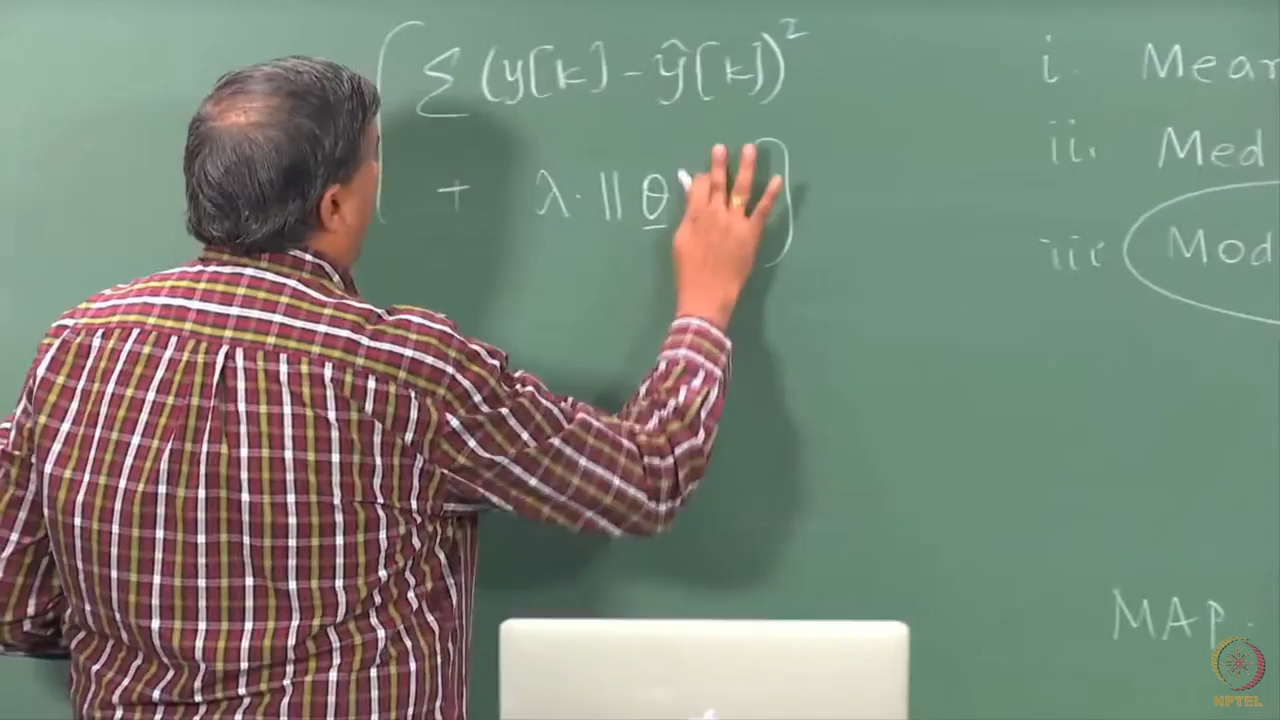 Σ (y[k] - ŷ[k])²
+ λ. || θ
i. Mean
ii. Med
iii. Mod
MAP.
NPTEL